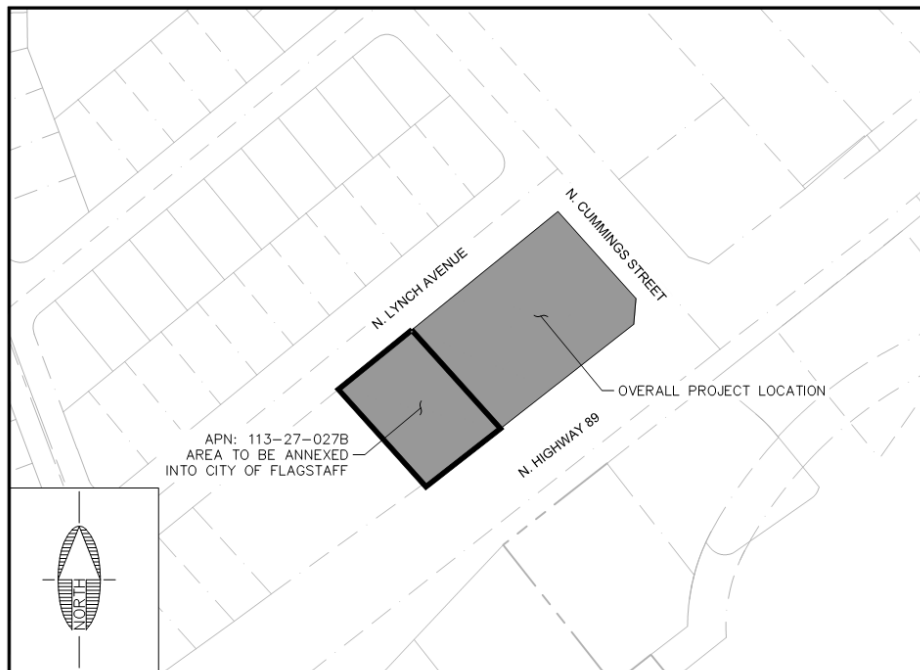 N. CUMMINGS STREET
N. LYNCH AVENUE
OVERALL PROJECT LOCATION
N. HIGHWAY 89
APN: 113-27-027B
AREA TO BE ANNEXED
INTO CITY OF FLAGSTAFF
NORTH